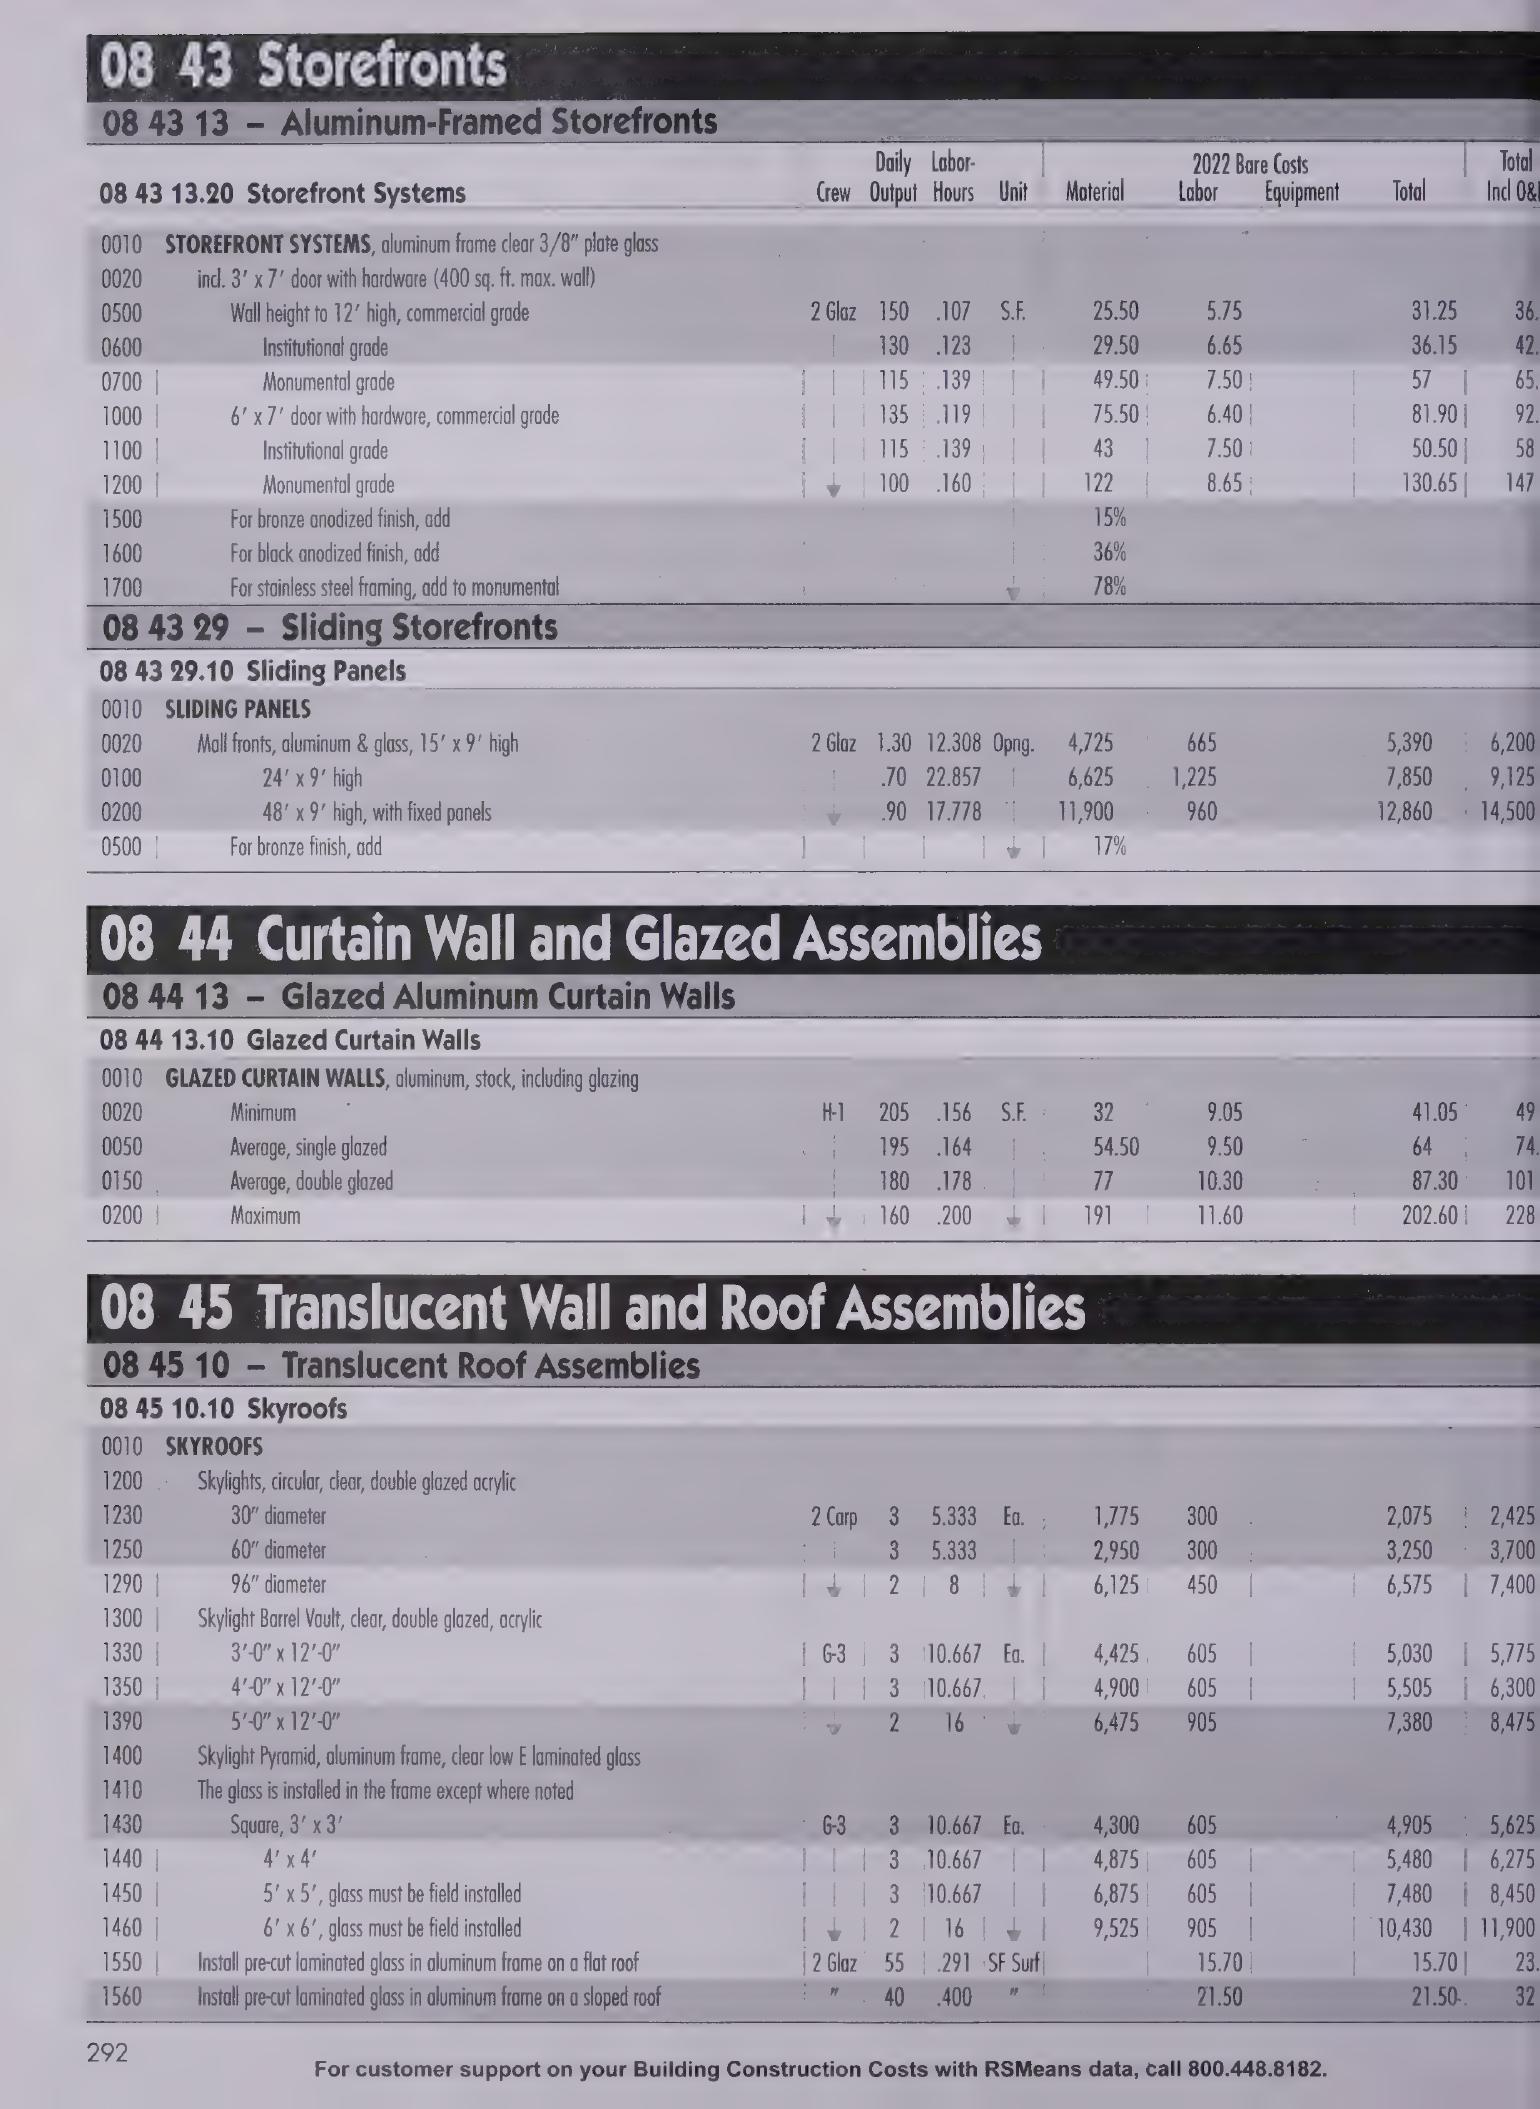 08 43 Storefronts
08 43 13 – Aluminum-Framed Storefronts
Daily Labor- 2022 Bare Costs Total
08 43 13.20 Storefront Systems Crew Output Hours Unit Material Labor Equipment Total Incl O&
0010 STOREFRONT SYSTEMS, aluminum frame clear 3/8" plate glass
0020 incl. 3' x 7' door with hardware (400 sq. ft. max. wall)
0500 Wall height to 12' high, commercial grade 2 Glaz 150 .107 S.F. 25.50 5.75 31.25 36.
0600 Institutional grade 130 .123 29.50 6.65 36.15 42.
0700 Monumental grade 115 .139 49.50 7.50 57 65.
1000 6' x 7' door with hardware, commercial grade 135 .119 75.50 6.40 81.90 92.
1100 Institutional grade 115 .139 43 7.50 50.50 58
1200 Monumental grade 100 .160 122 8.65 130.65 147
1500 For bronze anodized finish, add 15%
1600 For black anodized finish, add 36%
1700 For stainless steel framing, add to monumental 78%
08 43 29 – Sliding Storefronts
08 43 29.10 Sliding Panels
0010 SLIDING PANELS
0020 Mall fronts, aluminum & glass, 15' x 9' high 2 Glaz 1.30 12.308 Opng. 4,725 665 5,390 6,200
0100 24' x 9' high .70 22.857 6,625 1,225 7,850 9,125
0200 48' x 9' high, with fixed panels .90 17.778 11,900 960 12,860 14,500
0500 For bronze finish, add 17%
08 44 Curtain Wall and Glazed Assemblies
08 44 13 – Glazed Aluminum Curtain Walls
08 44 13.10 Glazed Curtain Walls
0010 GLAZED CURTAIN WALLS, aluminum, stock, including glazing
0020 Minimum H-1 205 .156 S.F. 32 9.05 41.05 49
0050 Average, single glazed 195 .164 54.50 9.50 64 74.
0150 Average, double glazed 180 .178 77 10.30 87.30 101
0200 Maximum 160 .200 191 11.60 202.60 228
08 45 Translucent Wall and Roof Assemblies
08 45 10 – Translucent Roof Assemblies
08 45 10.10 Skyroofs
0010 SKYROOFS
1200 Skylights, circular, clear, double glazed acrylic
1230 30" diameter 2 Carp 3 5.333 Ea. 1,775 300 2,075 2,425
1250 60" diameter 3 5.333 2,950 300 3,250 3,700
1290 96" diameter 2 8 6,125 450 6,575 7,400
1300 Skylight Barrel Vault, clear, double glazed, acrylic
1330 3'-0" x 12'-0" G-3 3 10.667 Ea. 4,425 605 5,030 5,775
1350 4'-0" x 12'-0" 3 10.667 4,900 605 5,505 6,300
1390 5'-0" x 12'-0" 2 16 6,475 905 7,380 8,475
1400 Skylight Pyramid, aluminum frame, clear low E laminated glass
1410 The glass is installed in the frame except where noted
1430 Square, 3' x 3' G-3 3 10.667 Ea. 4,300 605 4,905 5,625
1440 4' x 4' 3 10.667 4,875 605 5,480 6,275
1450 5' x 5', glass must be field installed 3 10.667 6,875 605 7,480 8,450
1460 6' x 6', glass must be field installed 2 16 9,525 905 10,430 11,900
1550 Install pre-cut laminated glass in aluminum frame on a flat roof 2 Glaz 55 .291 SF Surf 15.70 15.70 23.
1560 Install pre-cut laminated glass in aluminum frame on a sloped roof " 40 .400 " 21.50 21.50 32
292
For customer support on your Building Construction Costs with RSMeans data, call 800.448.8182.